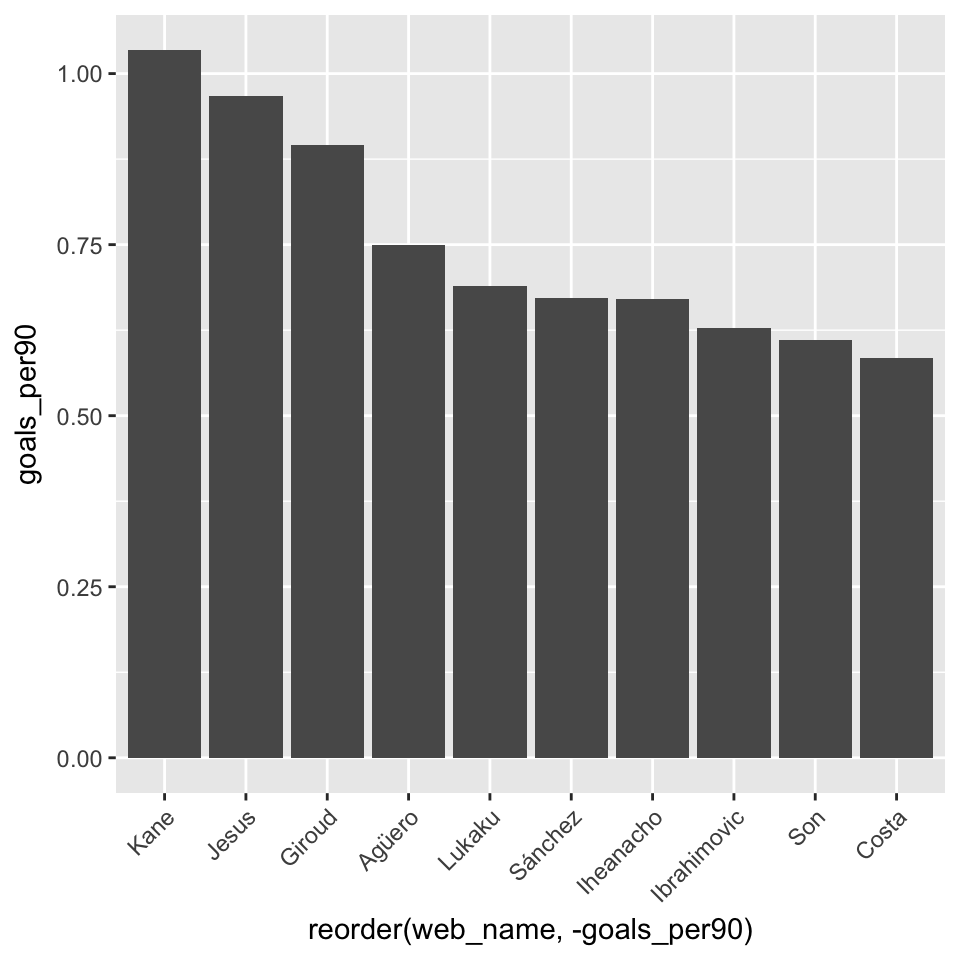 goals_per90
1.00
0.75
0.50
0.25
0.00
Kane
Jesus
Giroud
Agüero
Lukaku
Sánchez
Iheanacho
Ibrahimovic
Son
Costa
reorder(web_name, -goals_per90)